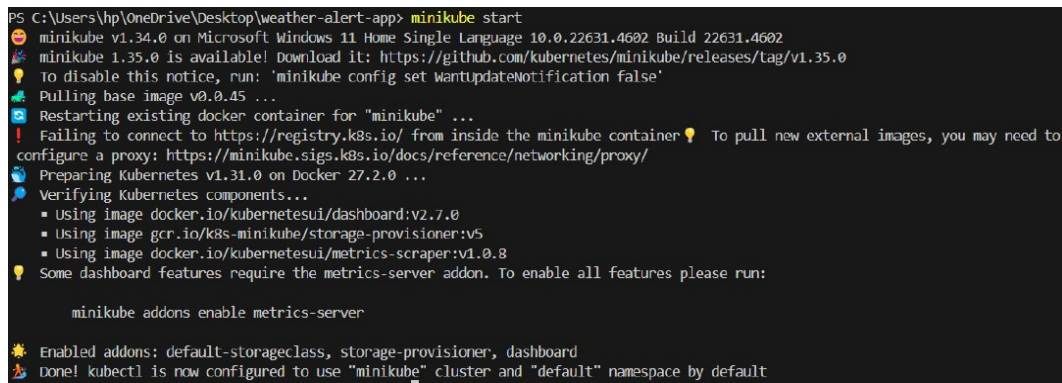 PS C:\Users\hp\OneDrive\Desktop\weather-alert-app> minikube start
😄 minikube v1.34.0 on Microsoft Windows 11 Home Single Language 10.0.22631.4602 Build 22631.4602
🎉 minikube 1.35.0 is available! Download it: https://github.com/kubernetes/minikube/releases/tag/v1.35.0
💡 To disable this notice, run: 'minikube config set WantUpdateNotification false'
🚜 Pulling base image v0.0.45 ...
🔄 Restarting existing docker container for "minikube" ...
❗ Failing to connect to https://registry.k8s.io/ from inside the minikube container💡 To pull new external images, you may need to
configure a proxy: https://minikube.sigs.k8s.io/docs/reference/networking/proxy/
🐳 Preparing Kubernetes v1.31.0 on Docker 27.2.0 ...
🔎 Verifying Kubernetes components...
▪ Using image docker.io/kubernetesui/dashboard:v2.7.0
▪ Using image gcr.io/k8s-minikube/storage-provisioner:v5
▪ Using image docker.io/kubernetesui/metrics-scraper:v1.0.8
💡 Some dashboard features require the metrics-server addon. To enable all features please run:
minikube addons enable metrics-server
🌟 Enabled addons: default-storageclass, storage-provisioner, dashboard
🏄 Done! kubectl is now configured to use "minikube" cluster and "default" namespace by default